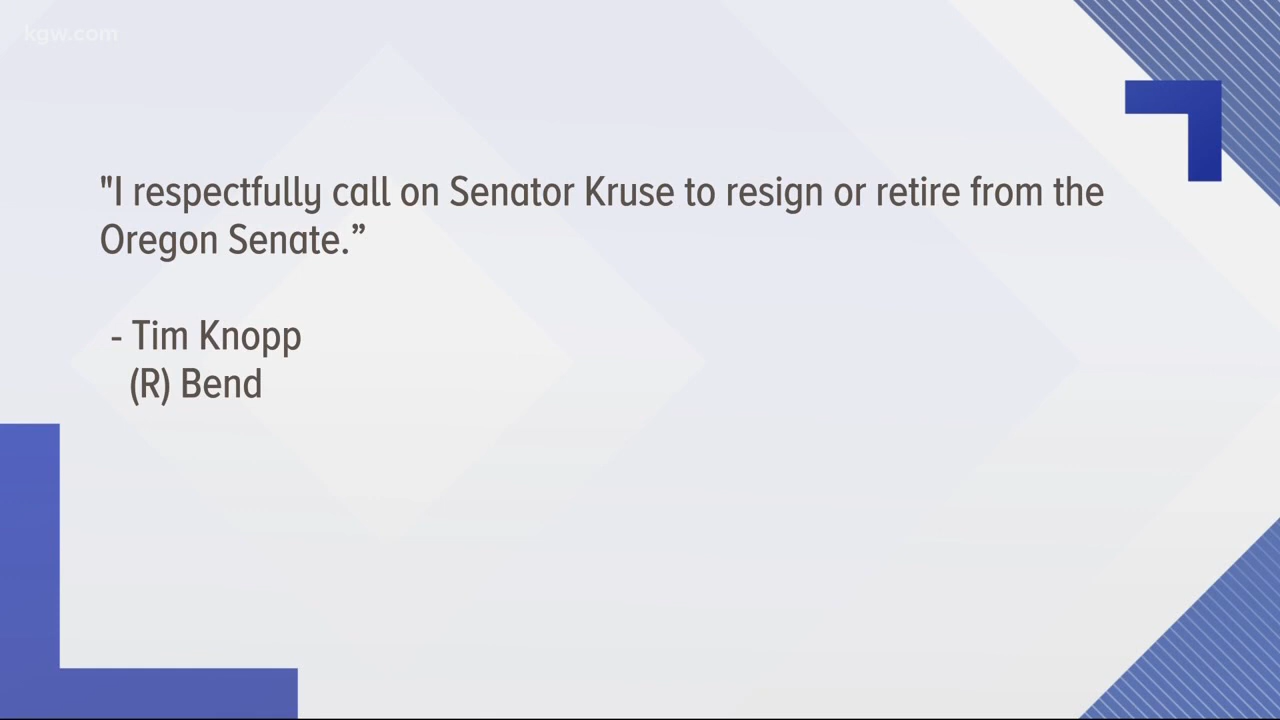 kgw.com
"I respectfully call on Senator Kruse to resign or retire from the
Oregon Senate.”
- Tim Knopp
(R) Bend